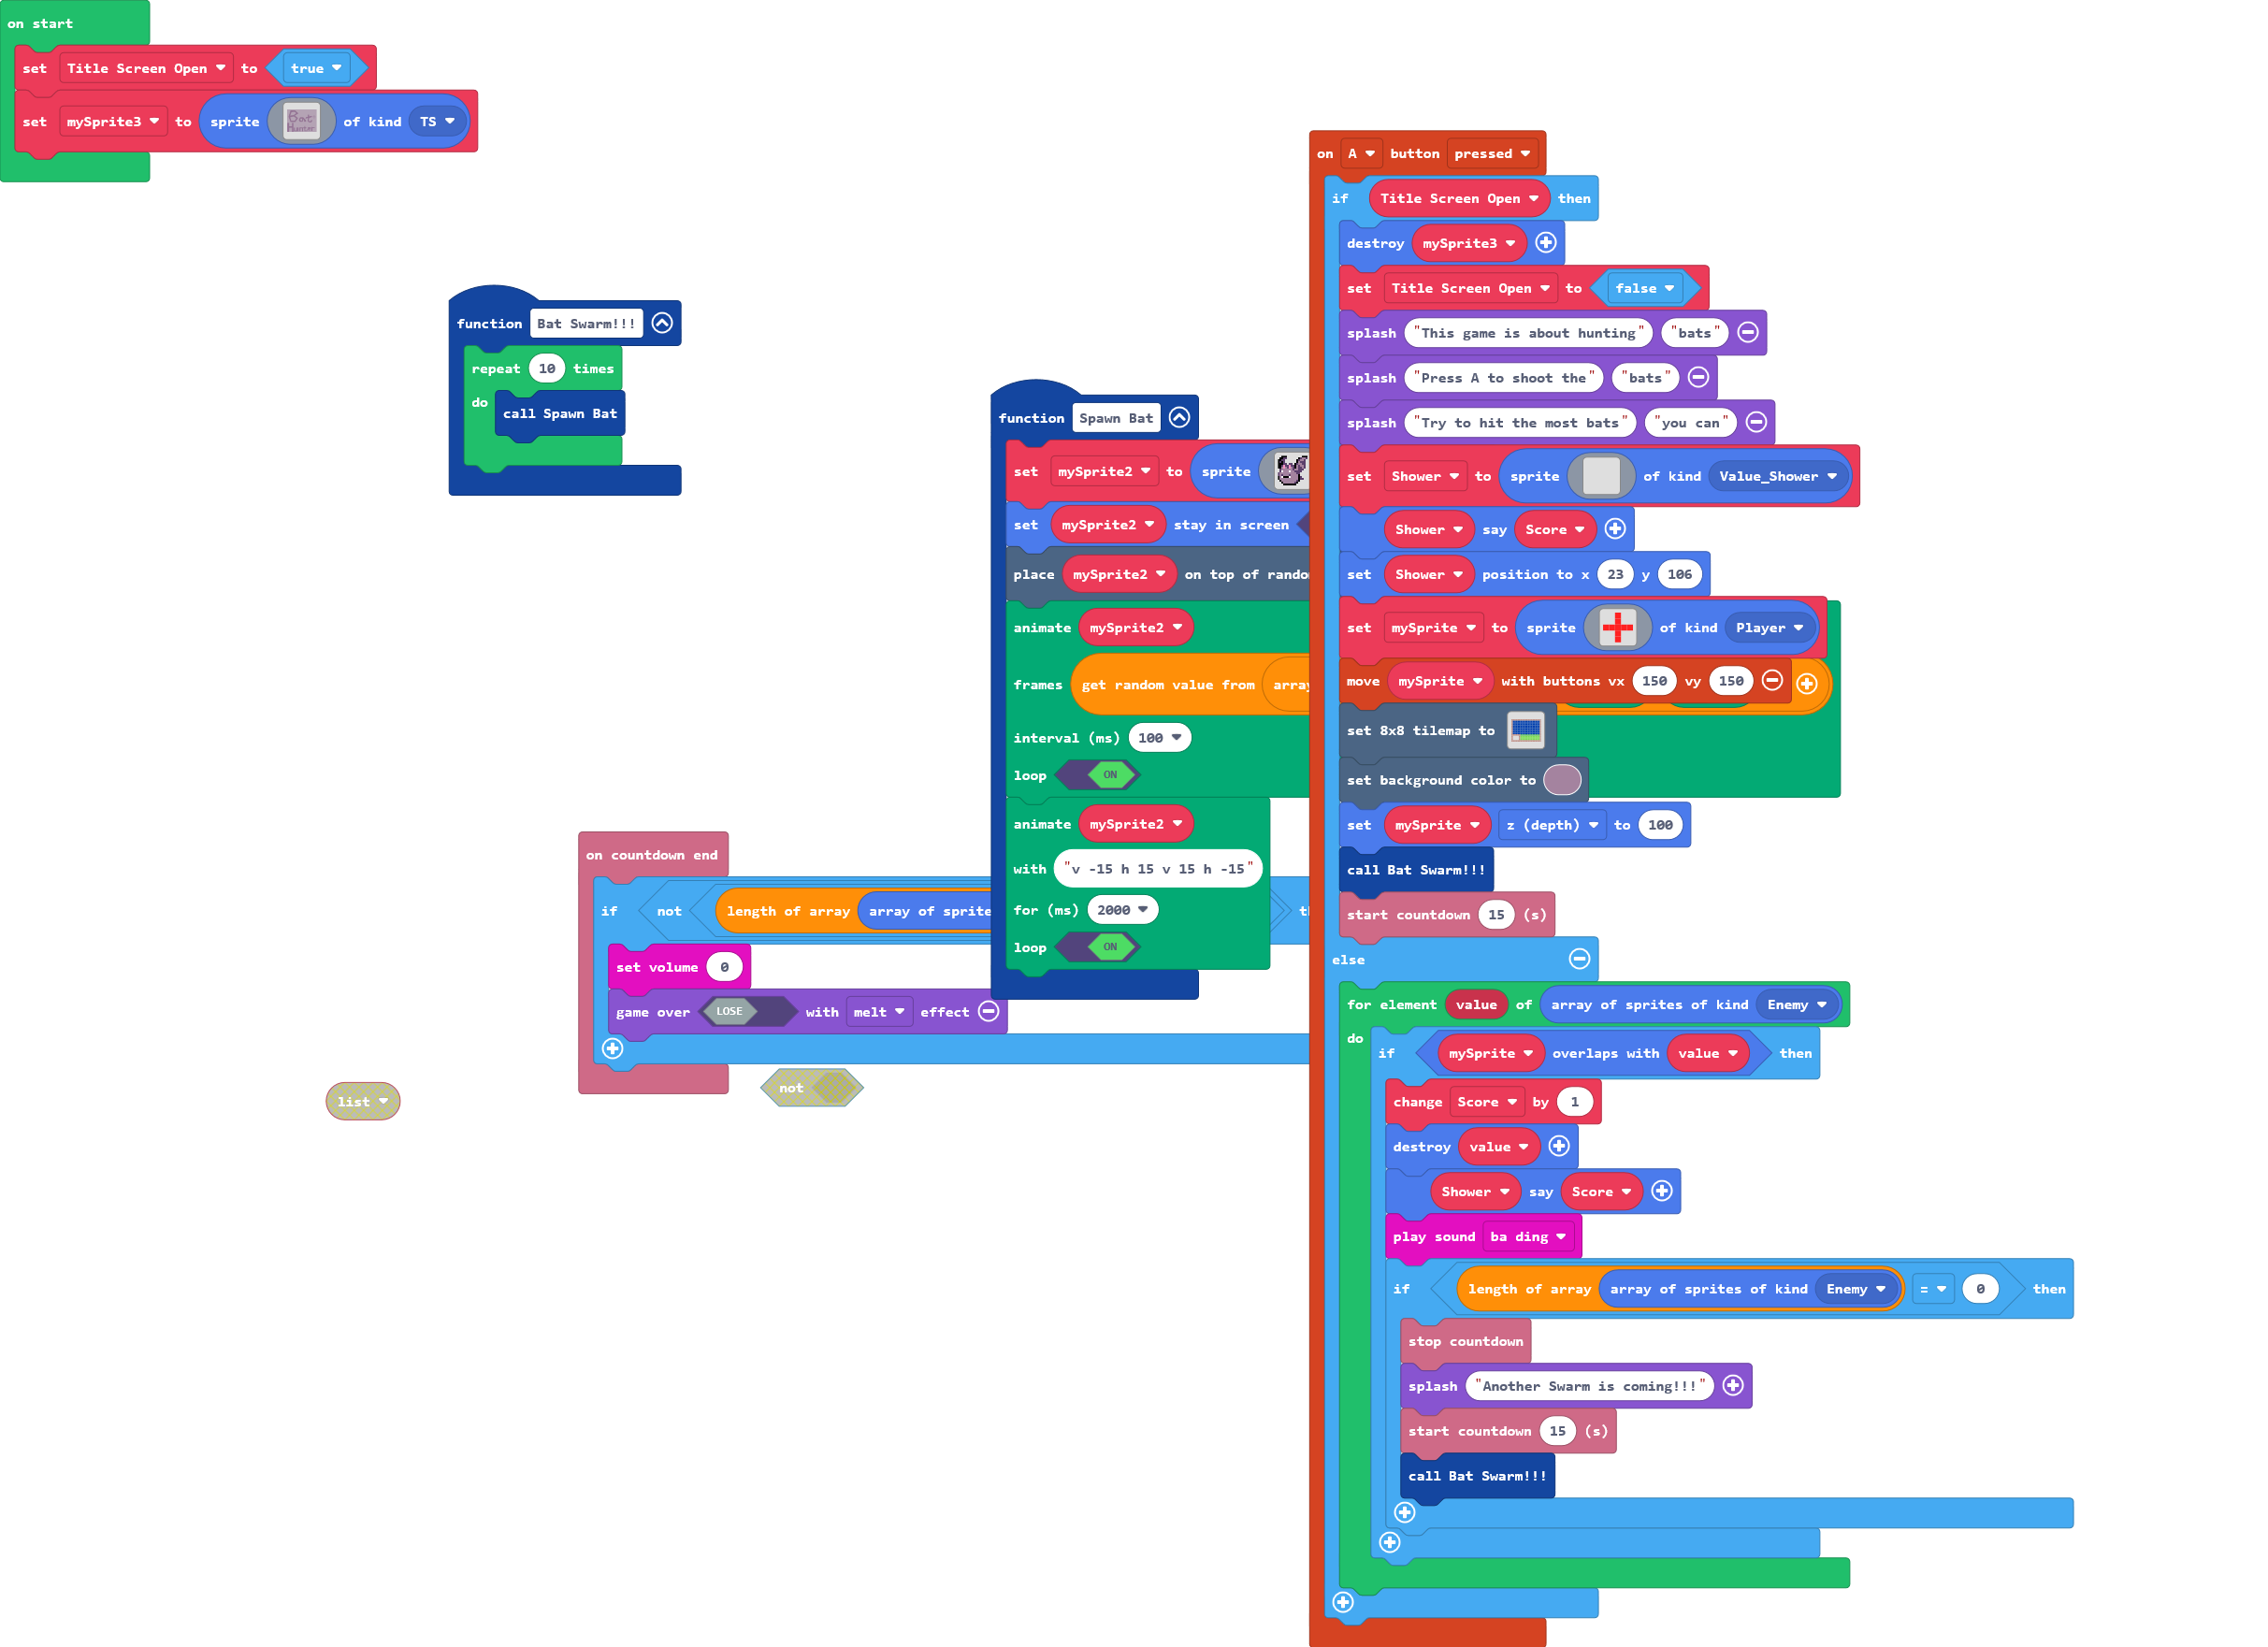 on start
set Title Screen Open to true
set mySprite3 to sprite Bat Hunter of kind TS
function Bat Swarm!!!
repeat 10 times
do call Spawn Bat
on countdown end
if not length of array array of sprite
set volume 0
game over LOSE with melt effect
not
list
function Spawn Bat
set mySprite2 to sprite
set mySprite2 stay in screen
place mySprite2 on top of
animate mySprite2
frames get random value from array
interval (ms) 100
loop ON
animate mySprite2
with "v -15 h 15 v 15 h -15"
for (ms) 2000
loop ON
on A button pressed
if Title Screen Open then
destroy mySprite3
set Title Screen Open to false
splash "This game is about hunting" "bats"
splash "Press A to shoot the" "bats"
splash "Try to hit the most bats" "you can"
set Shower to sprite of kind Value_Shower
Shower say Score
set Shower position to x 23 y 106
set mySprite to sprite of kind Player
move mySprite with buttons vx 150 vy 150
set 8x8 tilemap to
set background color to
set mySprite z (depth) to 100
call Bat Swarm!!!
start countdown 15 (s)
else
for element value of array of sprites of kind Enemy
do if mySprite overlaps with value then
change Score by 1
destroy value
Shower say Score
play sound ba ding
if length of array array of sprites of kind Enemy = 0 then
stop countdown
splash "Another Swarm is coming!!!"
start countdown 15 (s)
call Bat Swarm!!!